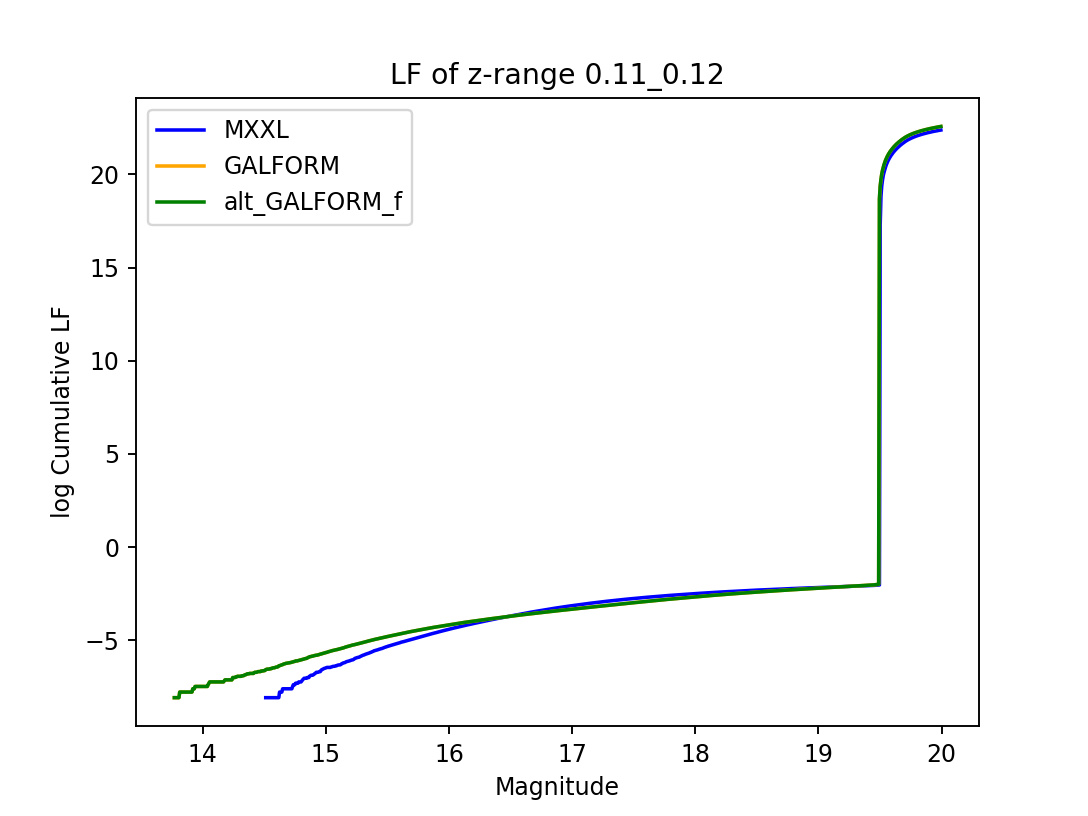 LF of z-range 0.11_0.12
MXXL
GALFORM
alt_GALFORM_f
20
15
10
5
0
−5
log Cumulative LF
14 15 16 17 18 19 20
Magnitude